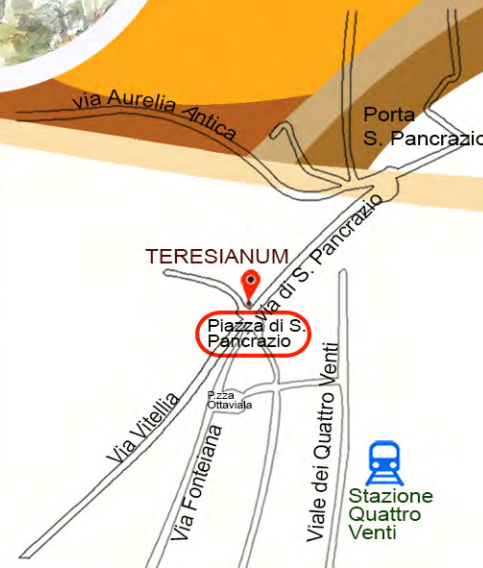 via Aurelia Antica
Porta
S. Pancrazio
via di S. Pancrazio
TERESIANUM
Piazza di S.
Pancrazio
P.zza
Ottaviala
Via Vitellia
Via Fonteiana
Viale dei Quattro Venti
Stazione
Quattro
Venti